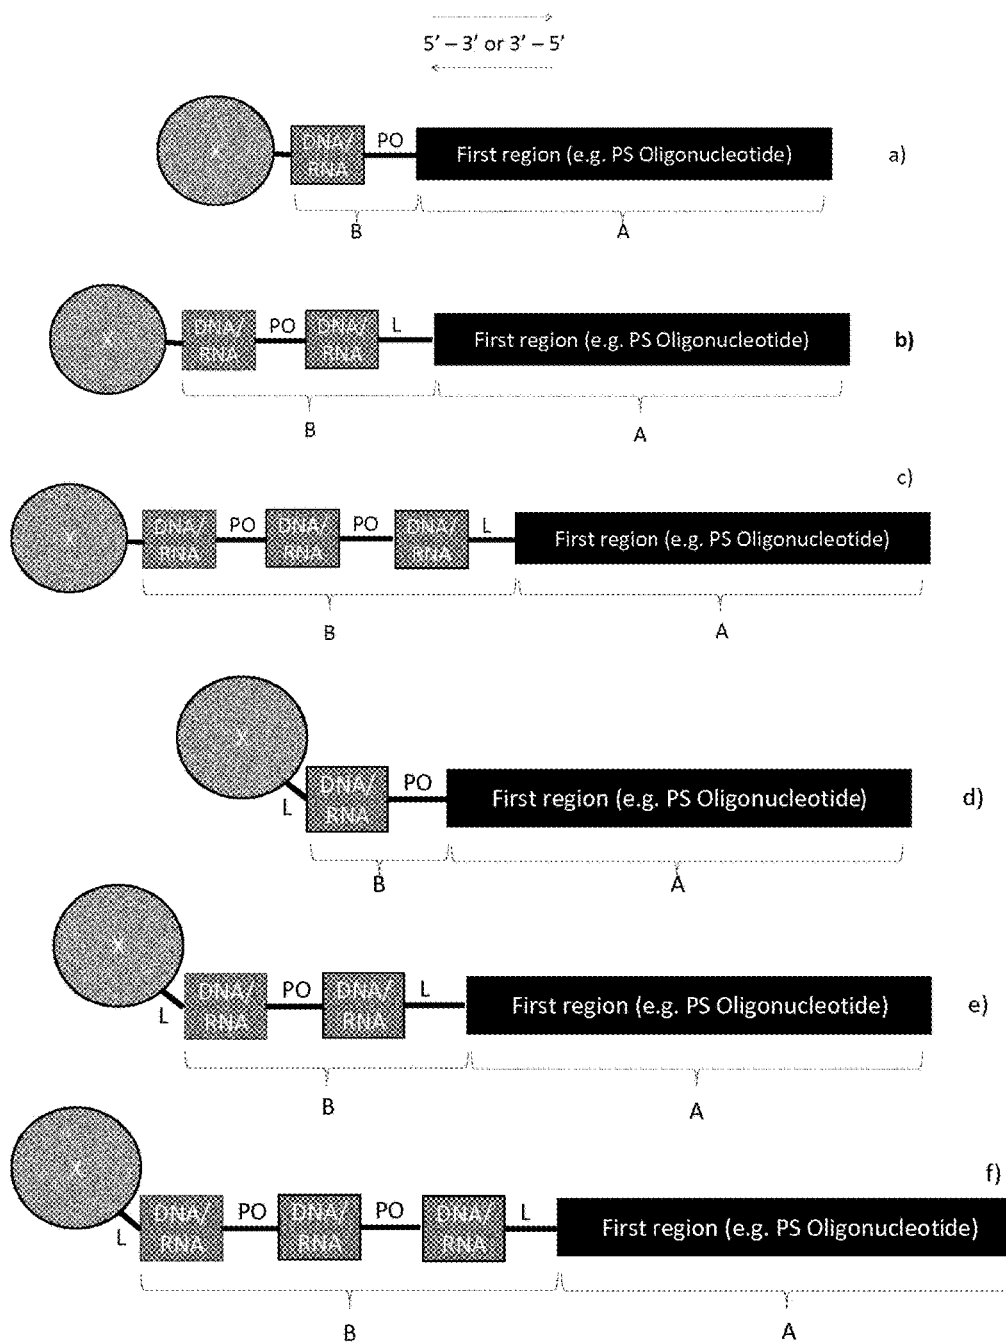 5' – 3' or 3' – 5'
X DNA/ PO First region (e.g. PS Oligonucleotide) a)
RNA
B A
X DNA/ PO DNA/ L First region (e.g. PS Oligonucleotide) b)
RNA RNA
B A
c)
X DNA/ PO DNA/ PO DNA/ L First region (e.g. PS Oligonucleotide)
RNA RNA RNA
B A
X DNA/ PO First region (e.g. PS Oligonucleotide) d)
L RNA
B A
X DNA/ PO DNA/ L First region (e.g. PS Oligonucleotide) e)
L RNA RNA
B A
f)
X DNA/ PO DNA/ PO DNA/ L First region (e.g. PS Oligonucleotide)
L RNA RNA RNA
B A